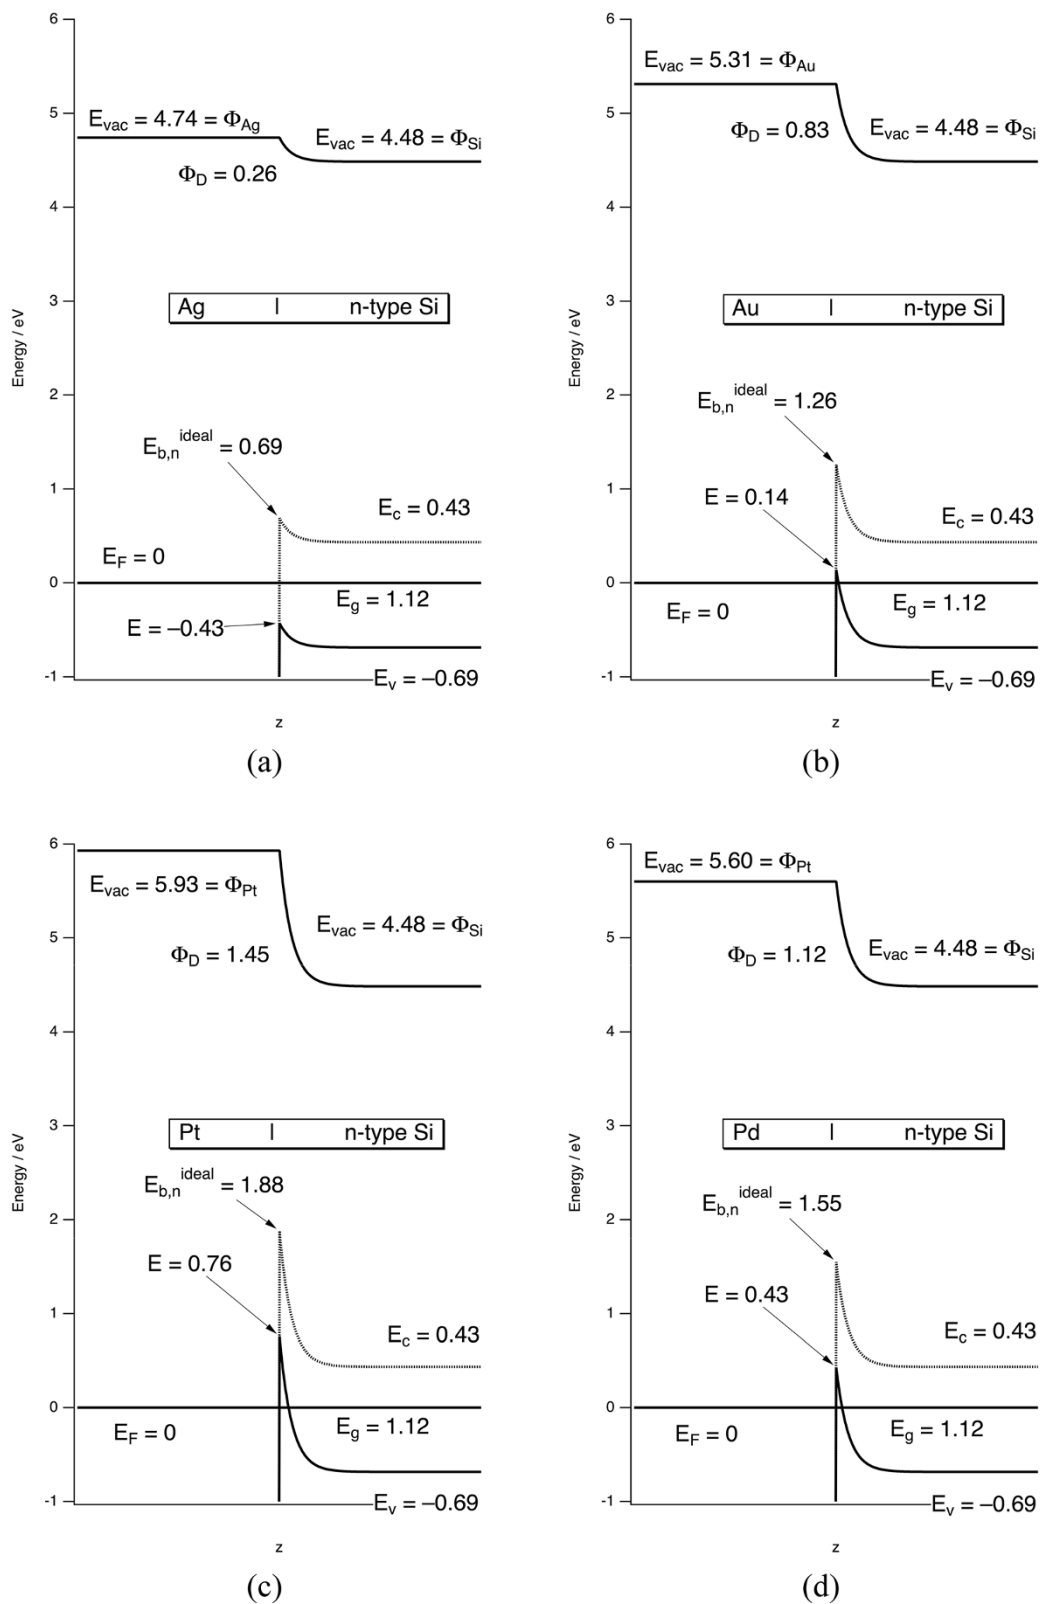 6
E_vac = 4.74 = Φ_Ag
E_vac = 4.48 = Φ_Si
5
Φ_D = 0.26
4
Ag | n-type Si
3
Energy / eV
2
E_b,n^ideal = 0.69
1
E_c = 0.43
E_F = 0
0
E_g = 1.12
E = –0.43
-1
E_v = –0.69
z
(a)
6
E_vac = 5.31 = Φ_Au
5
Φ_D = 0.83
E_vac = 4.48 = Φ_Si
4
Au | n-type Si
3
Energy / eV
2
E_b,n^ideal = 1.26
1
E = 0.14
E_c = 0.43
0
E_F = 0
E_g = 1.12
-1
E_v = –0.69
z
(b)
6
E_vac = 5.93 = Φ_Pt
E_vac = 4.48 = Φ_Si
5
Φ_D = 1.45
4
Pt | n-type Si
3
Energy / eV
E_b,n^ideal = 1.88
2
E = 0.76
1
E_c = 0.43
0
E_F = 0
E_g = 1.12
-1
E_v = –0.69
z
(c)
6
E_vac = 5.60 = Φ_Pt
5
Φ_D = 1.12
E_vac = 4.48 = Φ_Si
4
Pd | n-type Si
3
Energy / eV
E_b,n^ideal = 1.55
2
E = 0.43
1
E_c = 0.43
0
E_F = 0
E_g = 1.12
-1
E_v = –0.69
z
(d)